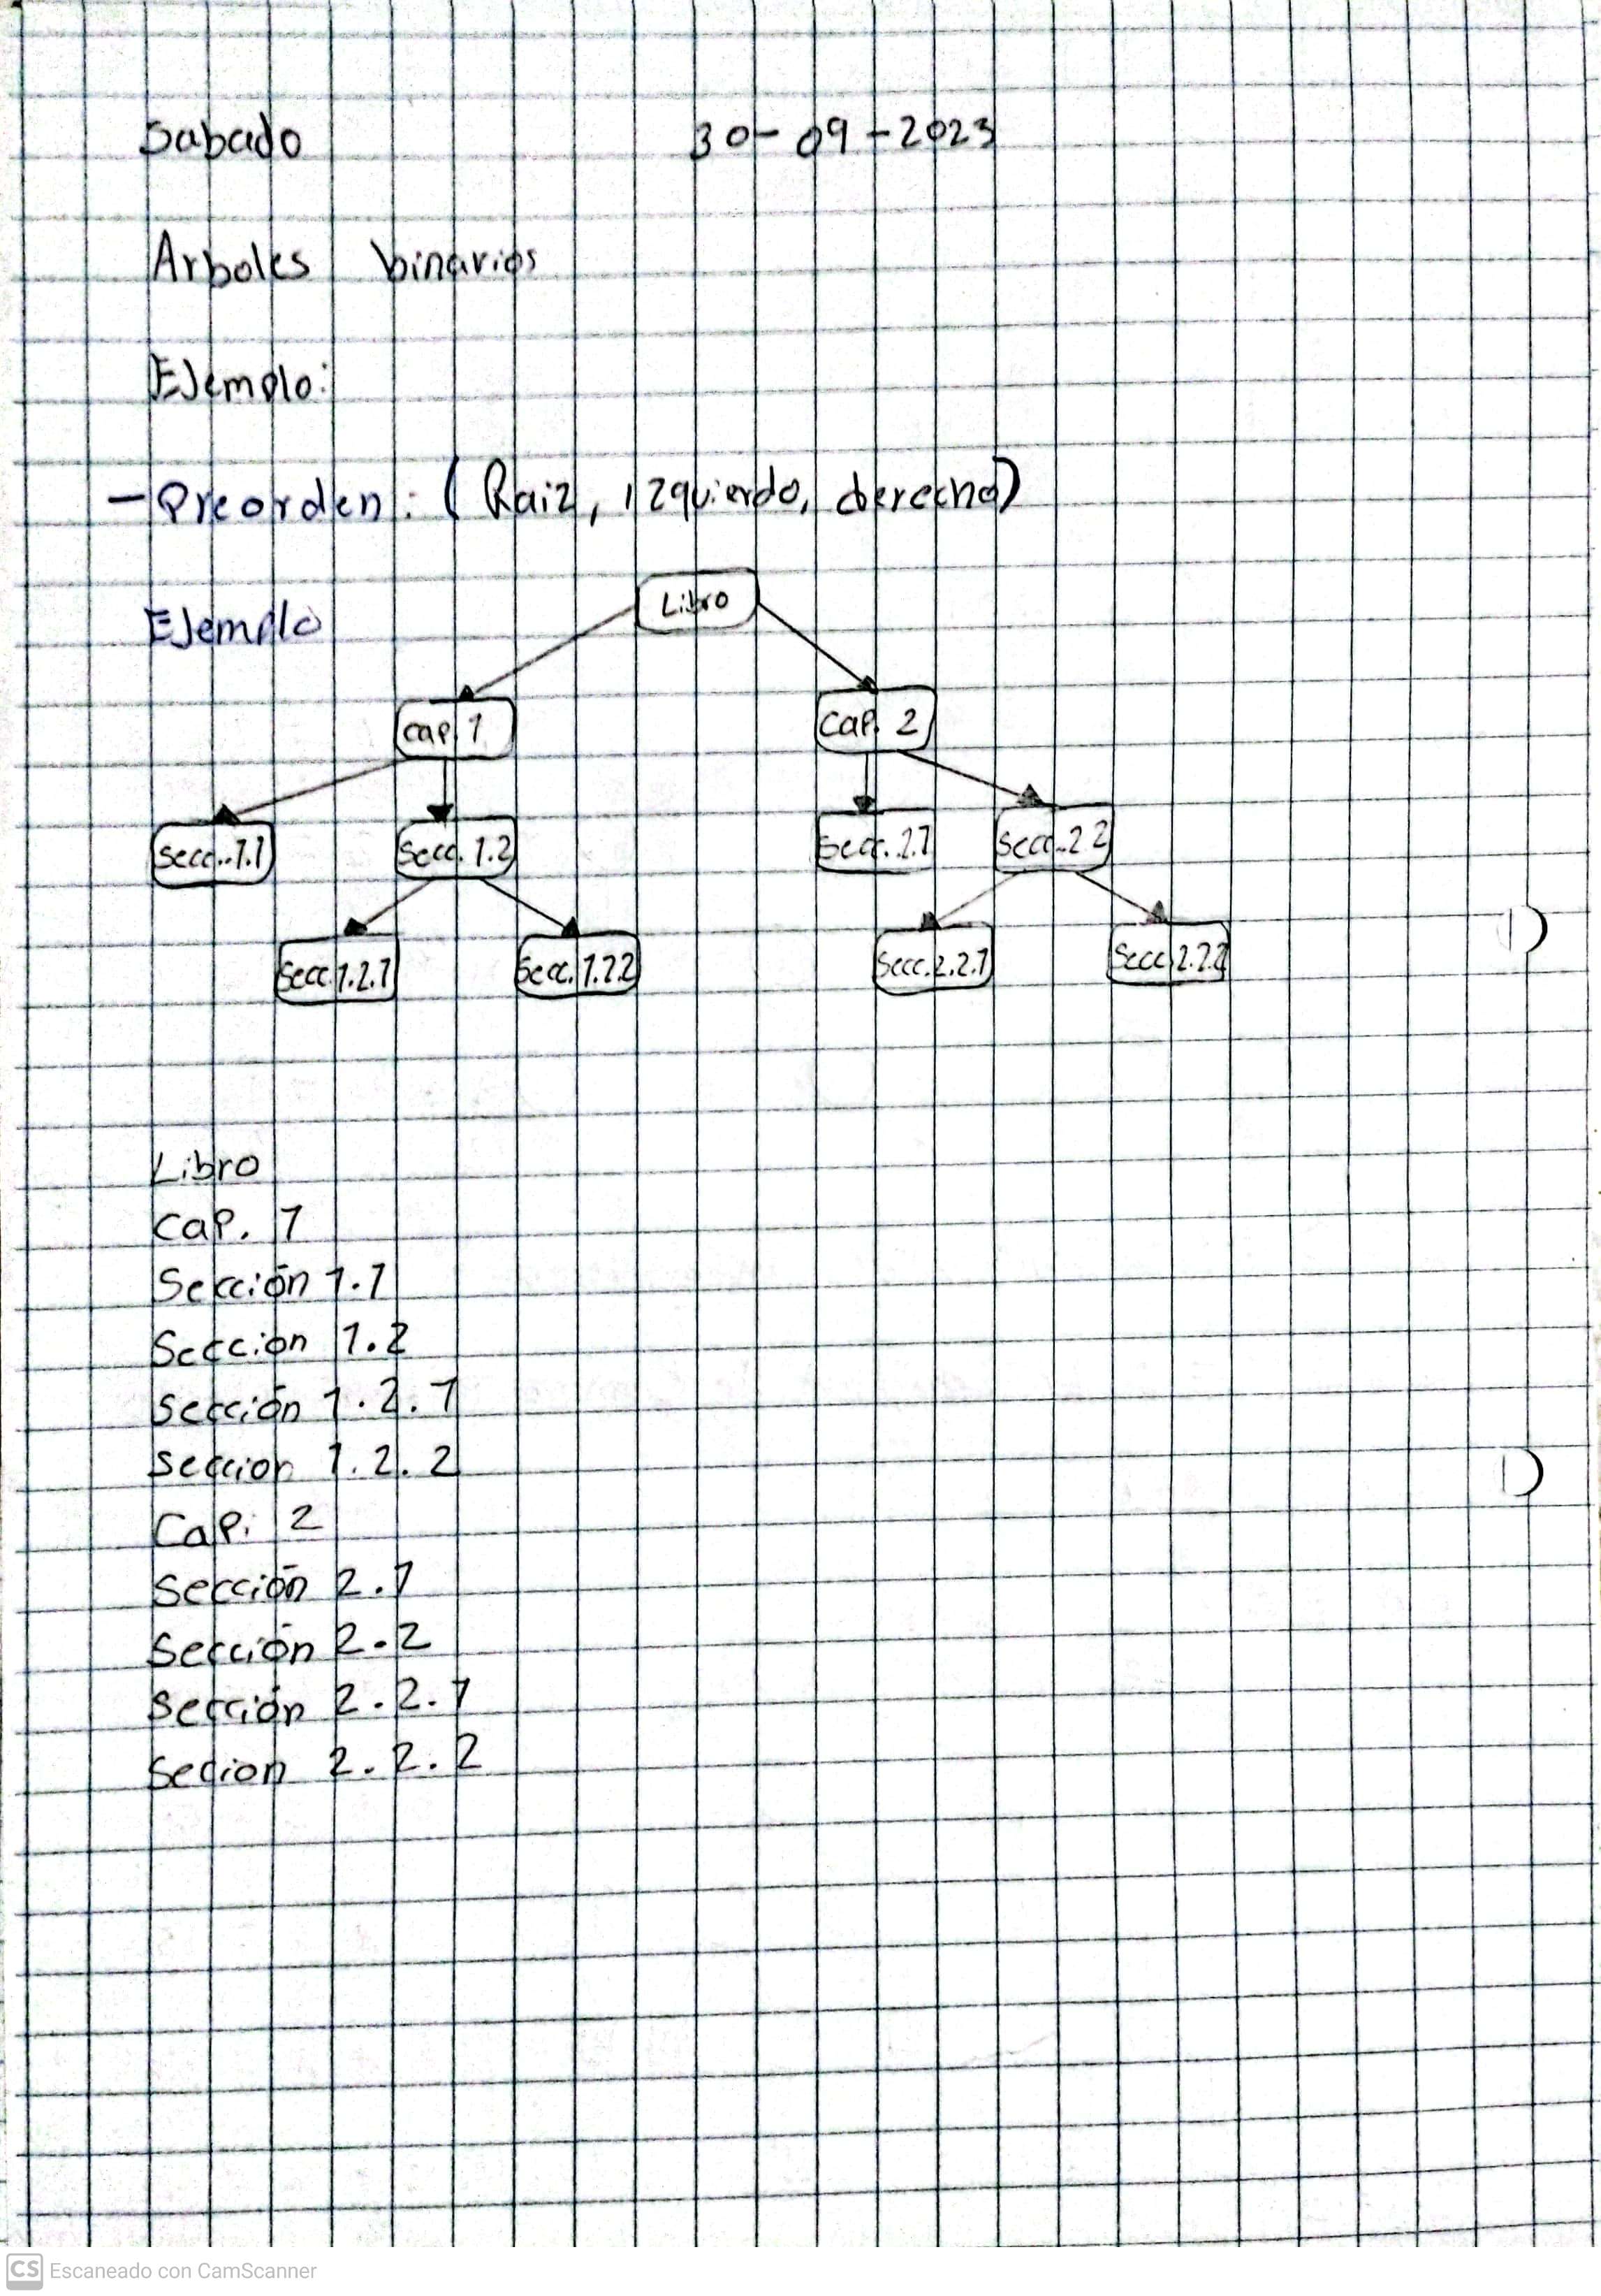 Sabado 30-09-2023
Arboles binarios
Ejemplo:
- Preorden: (Raiz, izquierdo, derecho)
Libro
Ejemplo
cap. 1 Cap. 2
Secc. 1.1 Secc. 1.2 Secc. 2.1 Secc. 2.2
Secc. 1.2.1 Secc. 1.2.2 Secc. 2.2.1 Secc. 2.2.2
Libro
Cap. 1
Sección 1.1
Sección 1.2
Sección 1.2.1
Seccion 1.2.2
Cap. 2
Sección 2.1
Sección 2.2
Sección 2.2.1
Secion 2.2.2
CS Escaneado con CamScanner